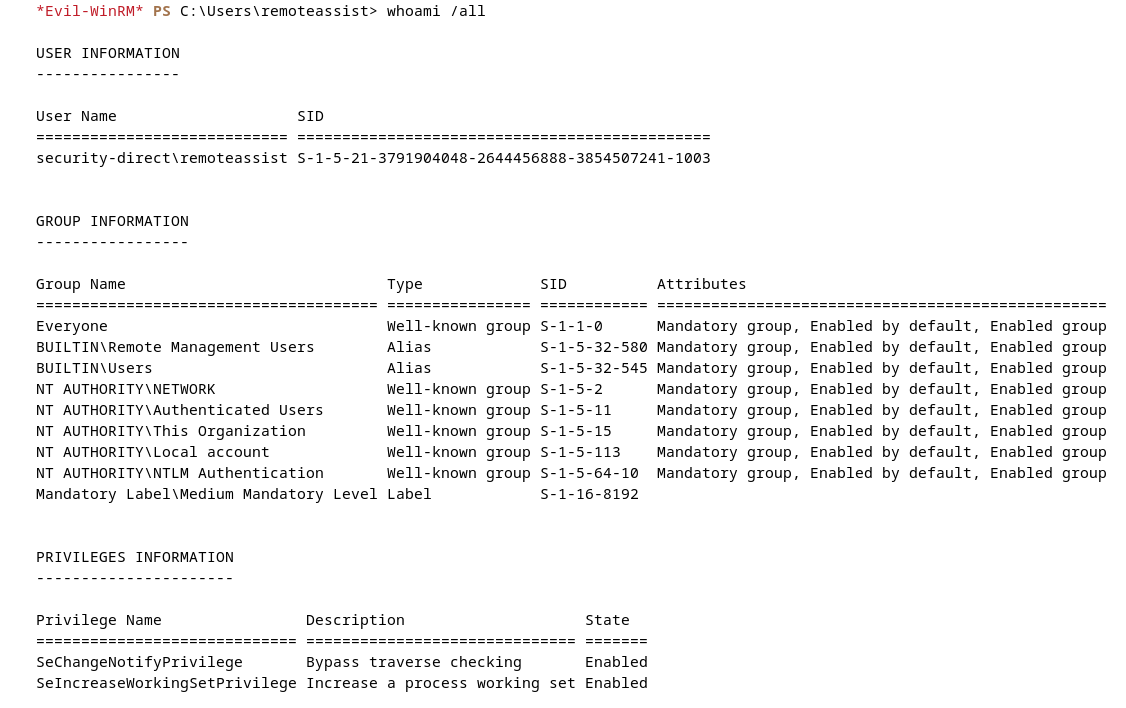 *Evil-WinRM* PS C:\Users\remoteassist> whoami /all
USER INFORMATION
----------------
User Name                    SID
============================ ==============================================
security-direct\remoteassist S-1-5-21-3791904048-2644456888-3854507241-1003
GROUP INFORMATION
-----------------
Group Name                             Type             SID          Attributes
====================================== ================ ============ ==================================================
Everyone                               Well-known group S-1-1-0      Mandatory group, Enabled by default, Enabled group
BUILTIN\Remote Management Users        Alias            S-1-5-32-580 Mandatory group, Enabled by default, Enabled group
BUILTIN\Users                          Alias            S-1-5-32-545 Mandatory group, Enabled by default, Enabled group
NT AUTHORITY\NETWORK                   Well-known group S-1-5-2      Mandatory group, Enabled by default, Enabled group
NT AUTHORITY\Authenticated Users       Well-known group S-1-5-11     Mandatory group, Enabled by default, Enabled group
NT AUTHORITY\This Organization         Well-known group S-1-5-15     Mandatory group, Enabled by default, Enabled group
NT AUTHORITY\Local account             Well-known group S-1-5-113    Mandatory group, Enabled by default, Enabled group
NT AUTHORITY\NTLM Authentication       Well-known group S-1-5-64-10  Mandatory group, Enabled by default, Enabled group
Mandatory Label\Medium Mandatory Level Label            S-1-16-8192
PRIVILEGES INFORMATION
----------------------
Privilege Name                Description                    State
============================= ============================== =======
SeChangeNotifyPrivilege       Bypass traverse checking       Enabled
SeIncreaseWorkingSetPrivilege Increase a process working set Enabled